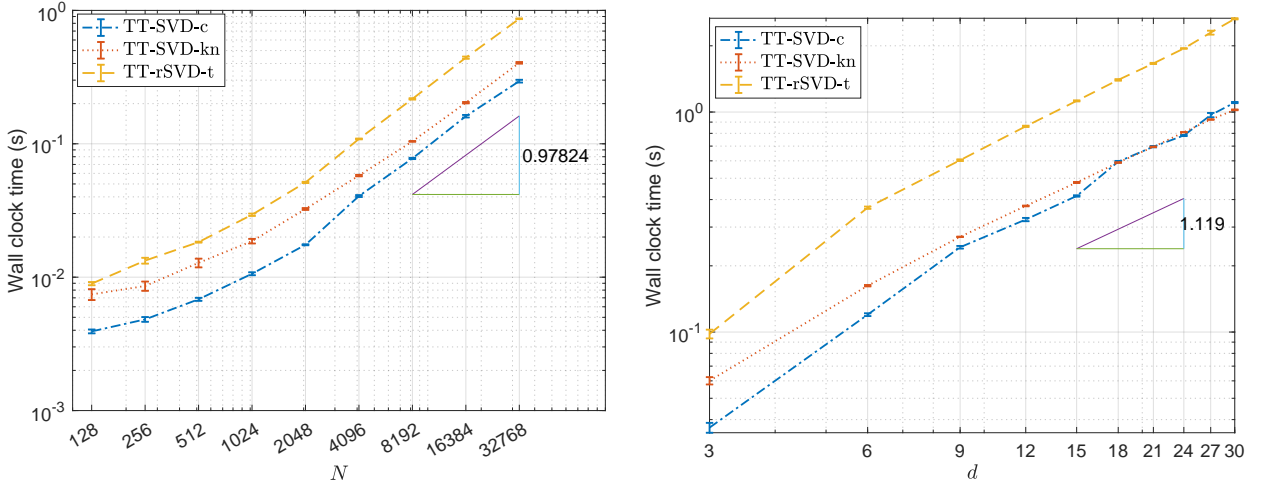 TT-SVD-c
TT-SVD-kn
TT-rSVD-t
Wall clock time (s)
10^0
10^-1
10^-2
10^-3
0.97824
128 256 512 1024 2048 4096 8192 16384 32768
N
TT-SVD-c
TT-SVD-kn
TT-rSVD-t
Wall clock time (s)
10^0
10^-1
1.119
3 6 9 12 15 18 21 24 27 30
d